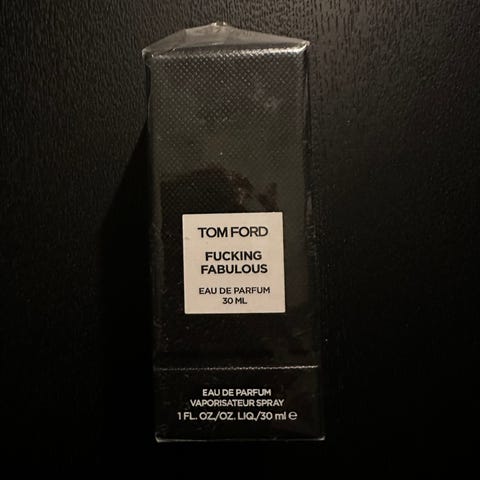 TOM FORD
FUCKING
FABULOUS
EAU DE PARFUM
30 ML
EAU DE PARFUM
VAPORISATEUR SPRAY
1 FL. OZ./OZ. LIQ./30 ml ℮